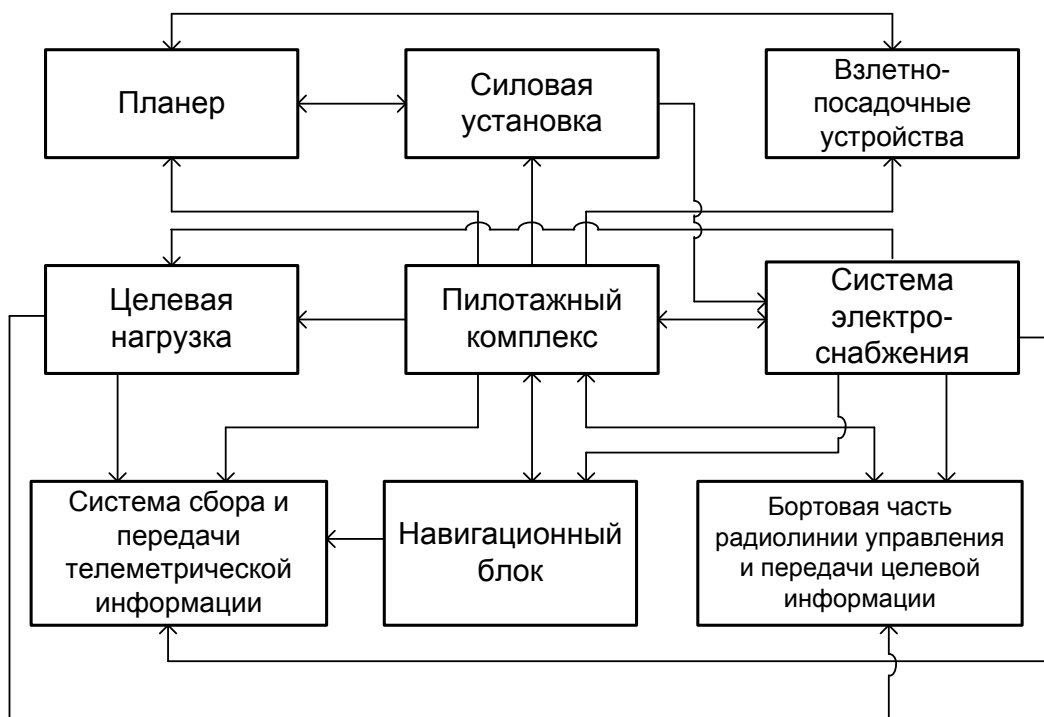 Планер
Силовая
установка
Взлетно-
посадочные
устройства
Целевая
нагрузка
Пилотажный
комплекс
Система
электро-
снабжения
Система сбора и
передачи
телеметрической
информации
Навигационный
блок
Бортовая часть
радиолинии управления
и передачи целевой
информации